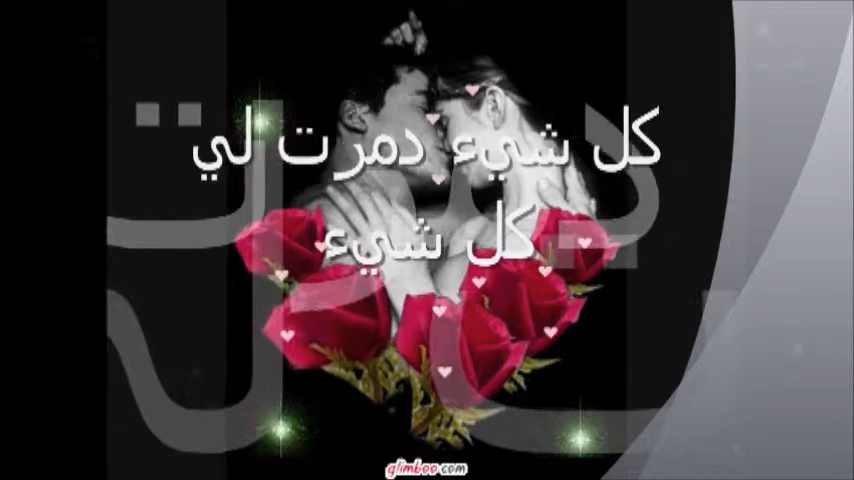 كل شيء دمرت لي
كل شيء
glimboo.com